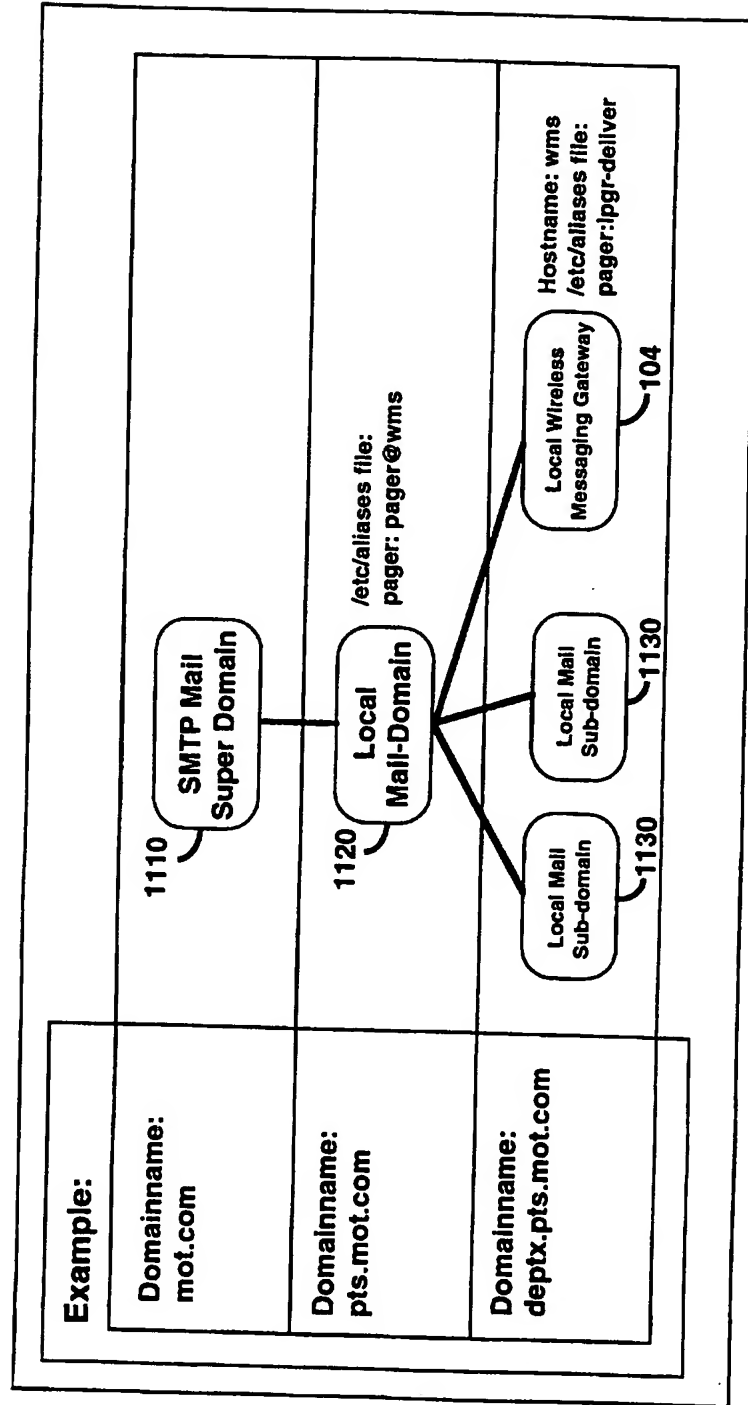 Example:
Domainname:
mot.com
1110
SMTP Mail
Super Domain
Domainname:
pts.mot.com
1120
Local
Mail-Domain
/etc/aliases file:
pager: pager@wms
Domainname:
deptx.pts.mot.com
Local Mail
Sub-domain
1130
Local Mail
Sub-domain
1130
Local Wireless
Messaging Gateway
104
Hostname: wms
/etc/aliases file:
pager:lpgr-deliver